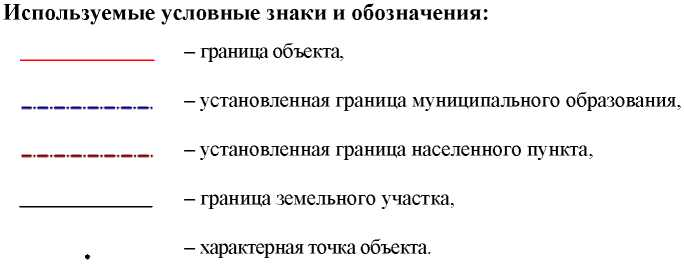 Используемые условные знаки и обозначения:
– граница объекта,
– установленная граница муниципального образования,
– установленная граница населенного пункта,
– граница земельного участка,
– характерная точка объекта.